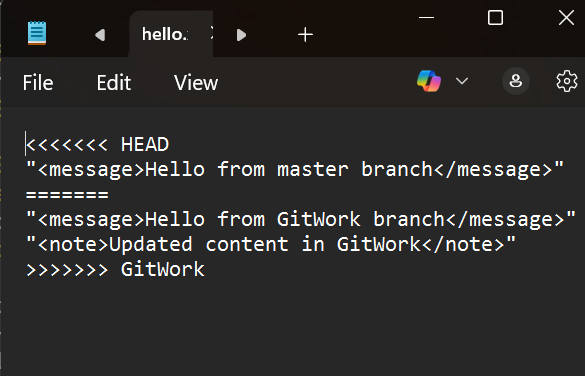 hello.
File Edit View
<<<<<<< HEAD
"<message>Hello from master branch</message>"
=======
"<message>Hello from GitWork branch</message>"
"<note>Updated content in GitWork</note>"
>>>>>>> GitWork